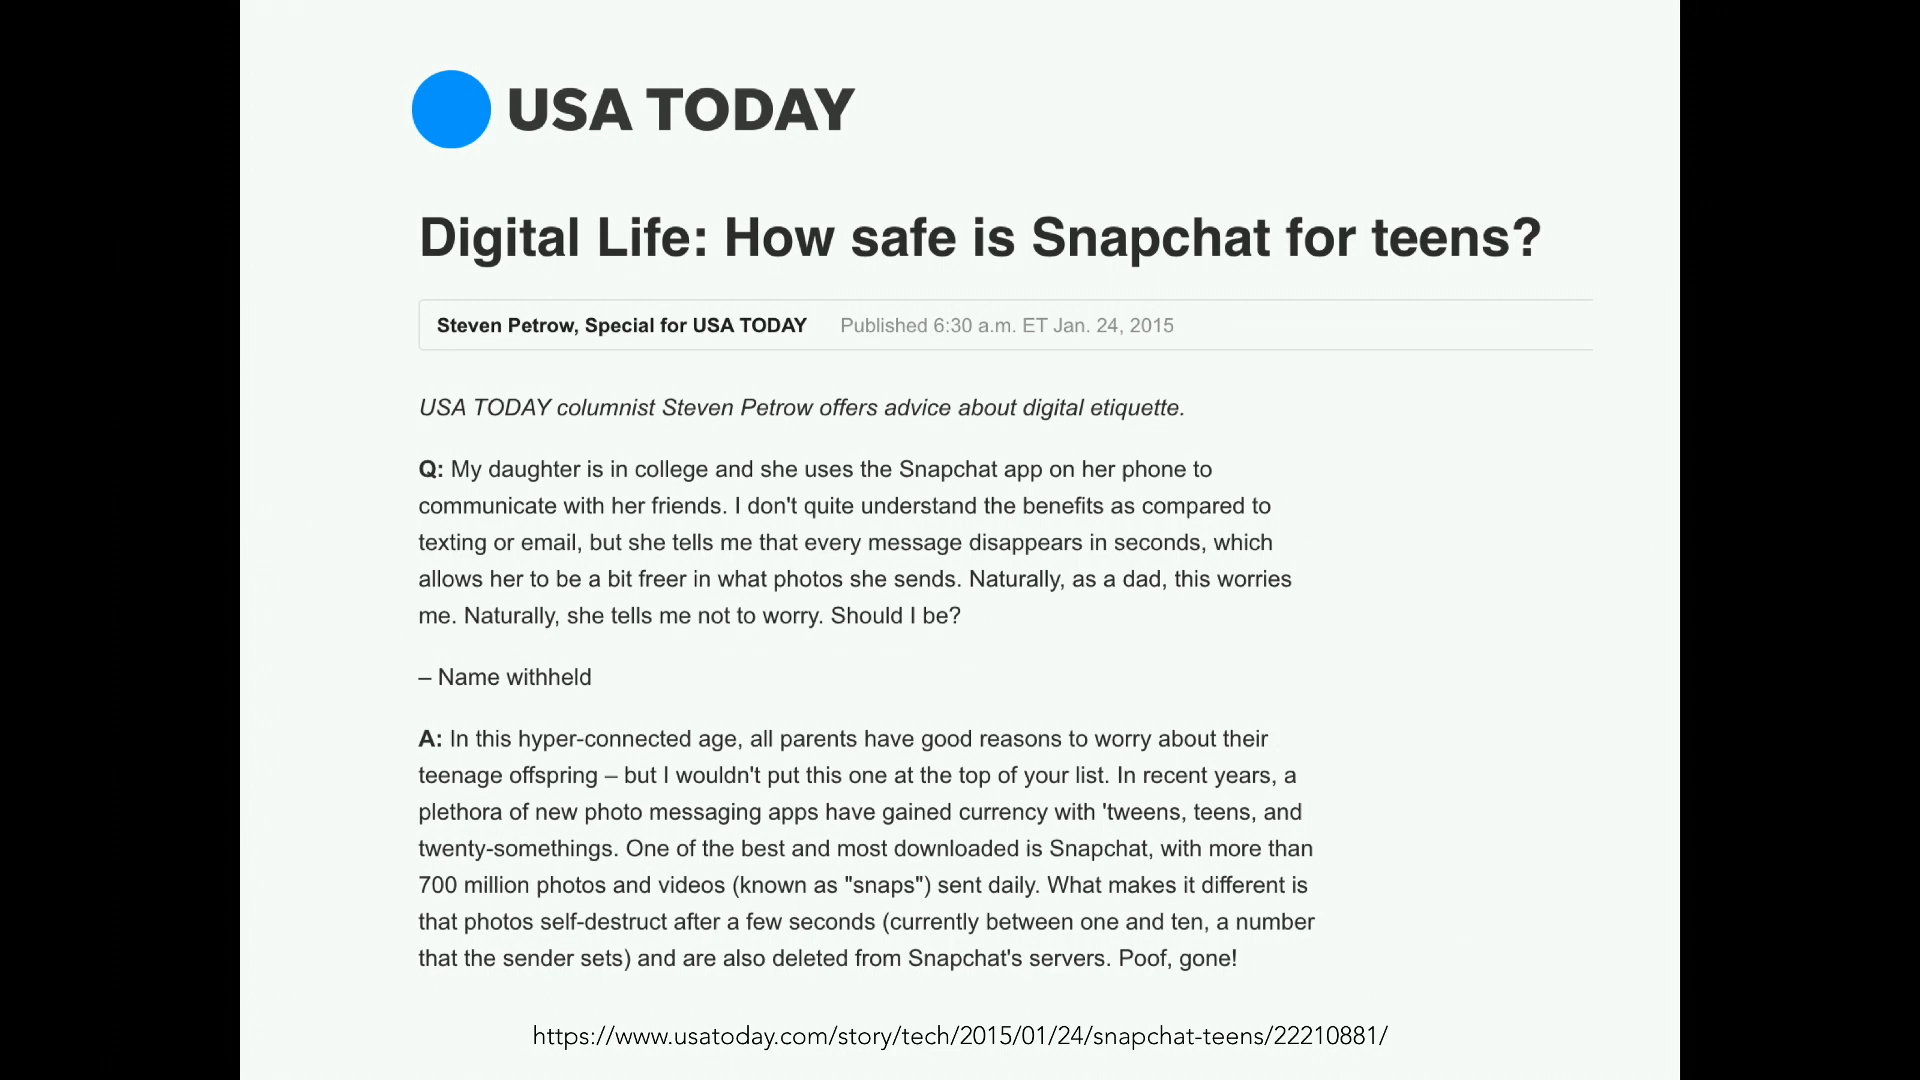 USA TODAY
Digital Life: How safe is Snapchat for teens?
Steven Petrow, Special for USA TODAY Published 6:30 a.m. ET Jan. 24, 2015
USA TODAY columnist Steven Petrow offers advice about digital etiquette.
Q: My daughter is in college and she uses the Snapchat app on her phone to
communicate with her friends. I don't quite understand the benefits as compared to
texting or email, but she tells me that every message disappears in seconds, which
allows her to be a bit freer in what photos she sends. Naturally, as a dad, this worries
me. Naturally, she tells me not to worry. Should I be?
– Name withheld
A: In this hyper-connected age, all parents have good reasons to worry about their
teenage offspring – but I wouldn't put this one at the top of your list. In recent years, a
plethora of new photo messaging apps have gained currency with 'tweens, teens, and
twenty-somethings. One of the best and most downloaded is Snapchat, with more than
700 million photos and videos (known as "snaps") sent daily. What makes it different is
that photos self-destruct after a few seconds (currently between one and ten, a number
that the sender sets) and are also deleted from Snapchat's servers. Poof, gone!
https://www.usatoday.com/story/tech/2015/01/24/snapchat-teens/22210881/